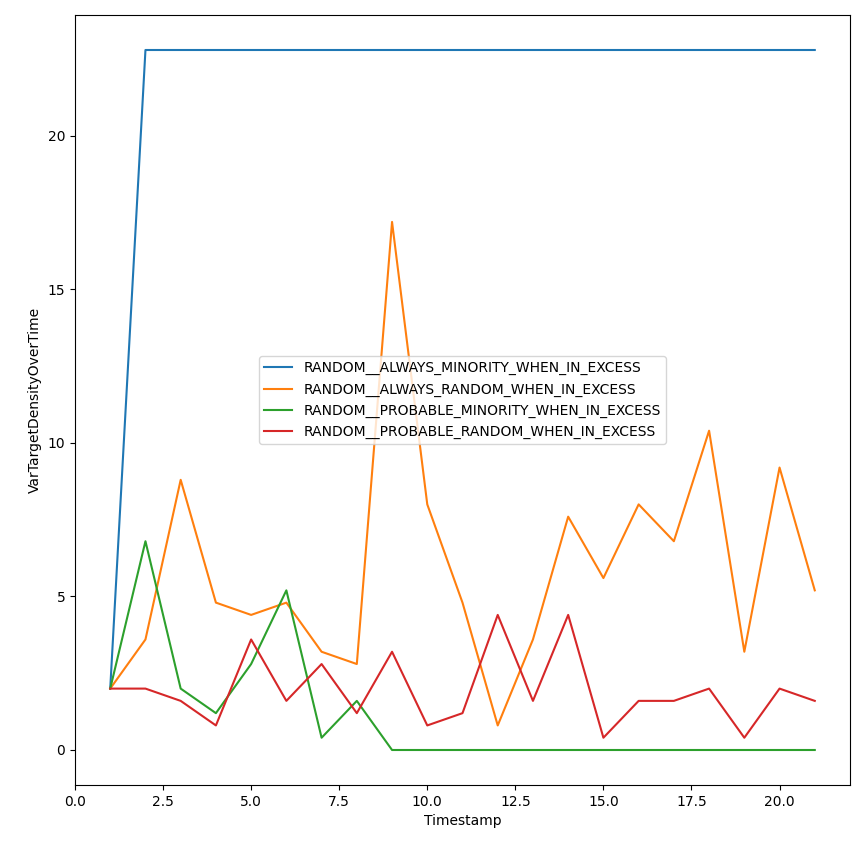 20
15
10
5
0
VarTargetDensityOverTime
RANDOM__ALWAYS_MINORITY_WHEN_IN_EXCESS
RANDOM__ALWAYS_RANDOM_WHEN_IN_EXCESS
RANDOM__PROBABLE_MINORITY_WHEN_IN_EXCESS
RANDOM__PROBABLE_RANDOM_WHEN_IN_EXCESS
0.0 2.5 5.0 7.5 10.0 12.5 15.0 17.5 20.0
Timestamp